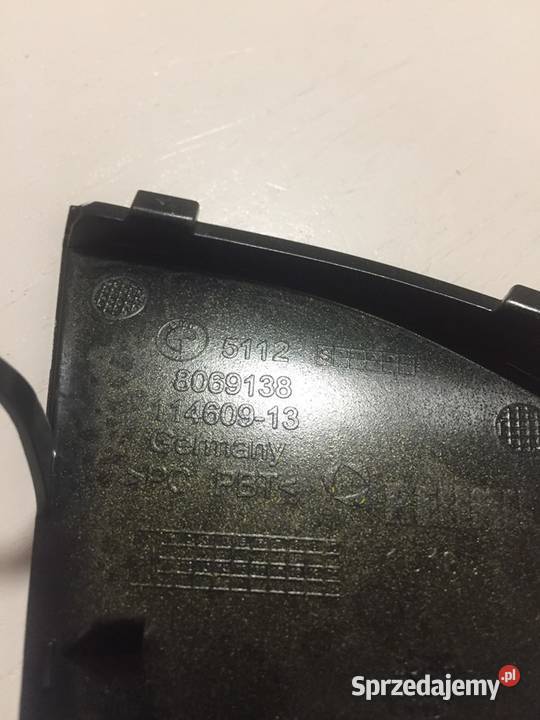 5112
8069138
114609-13
Germany
>PC PBT<
Sprzedajemy.pl